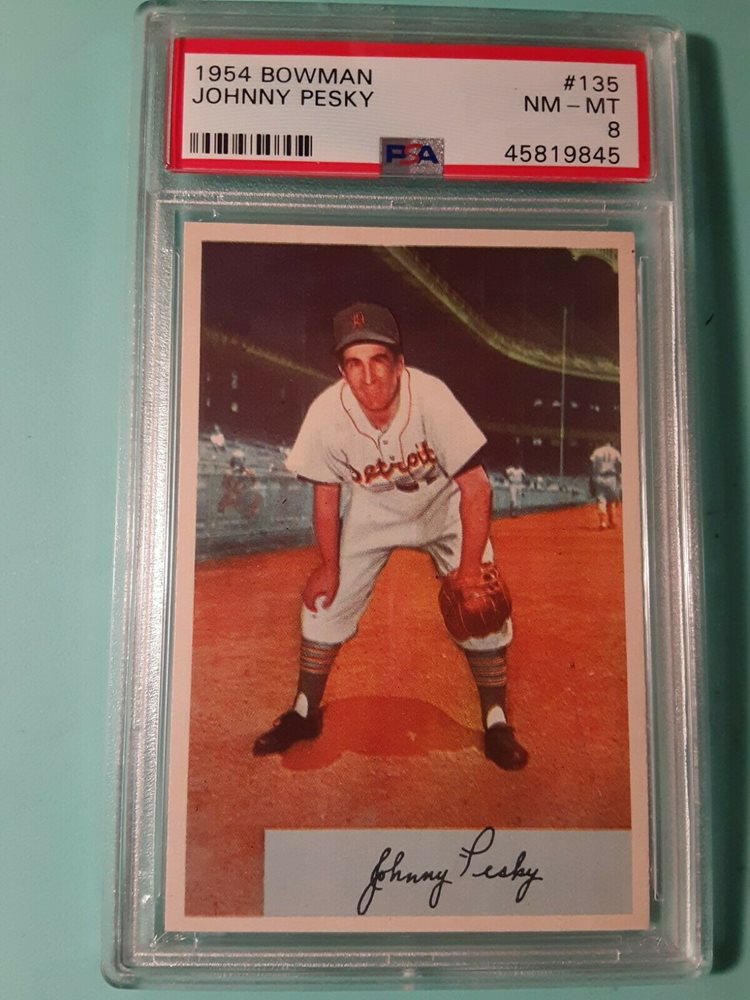 1954 BOWMAN #135
JOHNNY PESKY NM-MT
8
PSA 45819845
D
Detroit
Johnny Pesky